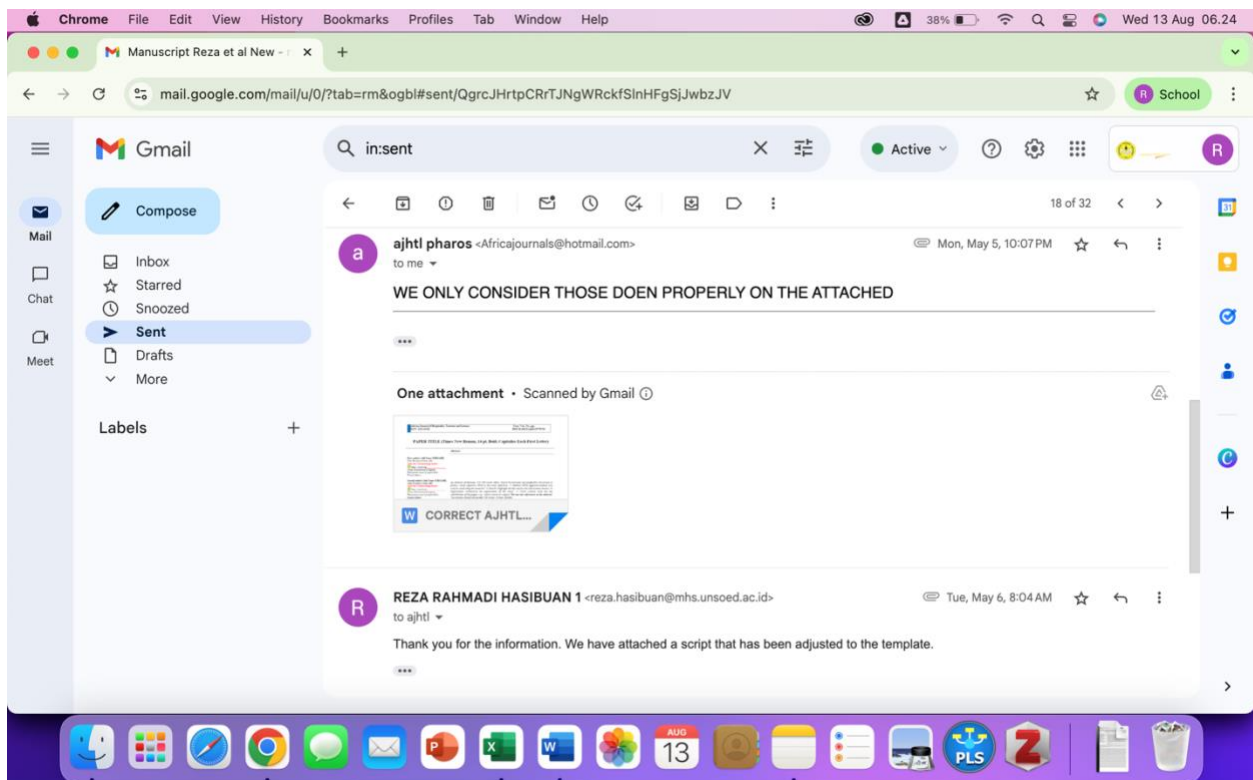 Chrome File Edit View History Bookmarks Profiles Tab Window Help 38% Wed 13 Aug 06.24
Manuscript Reza et al New -
mail.google.com/mail/u/0/?tab=rm&ogbl#sent/QgrcJHrtpCRrTJNgWRckfSlnHFgSjJwbzJV
R School
Gmail
in:sent
Active
R
Compose
18 of 32
31
Mail
Inbox
Starred
Chat
Snoozed
Sent
Meet
Drafts
More
Labels
a
ajhtl pharos <Africajournals@hotmail.com> Mon, May 5, 10:07 PM
to me
WE ONLY CONSIDER THOSE DOEN PROPERLY ON THE ATTACHED
One attachment • Scanned by Gmail
W CORRECT AJHTL...
R
REZA RAHMADI HASIBUAN 1 <reza.hasibuan@mhs.unsoed.ac.id> Tue, May 6, 8:04 AM
to ajhtl
Thank you for the information. We have attached a script that has been adjusted to the template.
AUG
13
PLS
Z